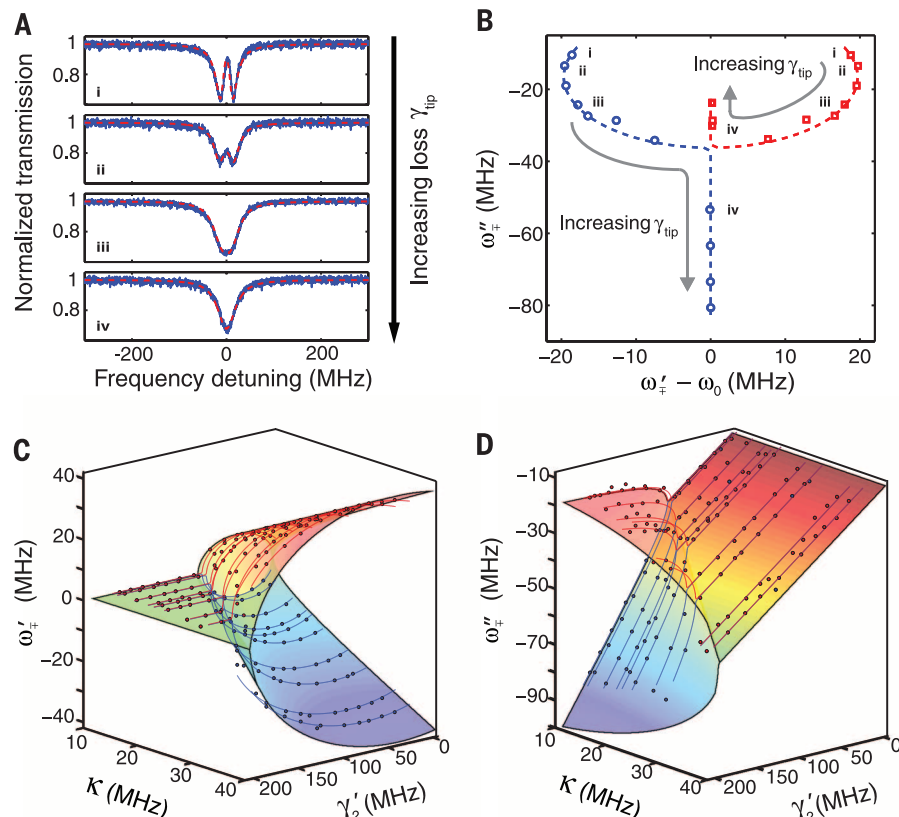 A
Normalized transmission
1
0.8
i
1
0.8
ii
1
0.8
iii
1
0.8
iv
-200
0
200
Frequency detuning (MHz)
Increasing loss γtip
B
ω″∓ (MHz)
-20
-40
-60
-80
-20
-10
0
10
20
ω′∓ − ω0 (MHz)
i
ii
iii
iv
Increasing γtip
i
ii
iii
iv
Increasing γtip
C
ω′∓ (MHz)
40
20
0
−20
−40
10
20
30
40
κ (MHz)
200
150
100
50
0
γ2′ (MHz)
D
ω″∓ (MHz)
−10
−30
−50
−70
−90
10
20
30
40
κ (MHz)
200
150
100
50
0
γ2′ (MHz)